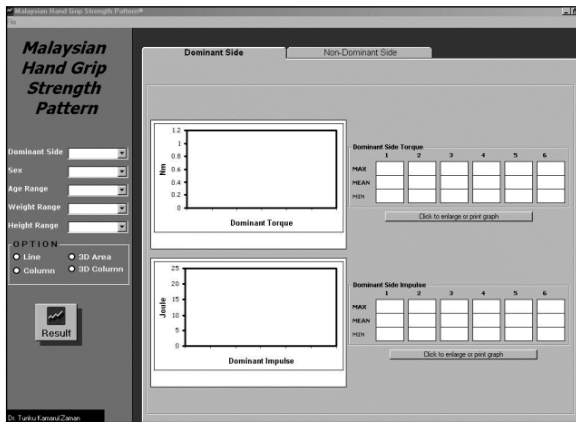 Malaysian Hand Grip Strength Pattern®
File
Malaysian
Hand Grip
Strength
Pattern
Dominant Side
Sex
Age Range
Weight Range
Height Range
OPTION
Line
3D Area
Column
3D Column
Result
Dr. Tunku Kamarul Zaman
Dominant Side
Non-Dominant Side
1.2
1
0.8
0.6
0.4
0.2
0
Nm
Dominant Torque
Dominant Side Torque
1 2 3 4 5 6
MAX
MEAN
MIN
Click to enlarge or print graph
25
20
15
10
5
0
Joule
Dominant Impulse
Dominant Side Impulse
1 2 3 4 5 6
MAX
MEAN
MIN
Click to enlarge or print graph